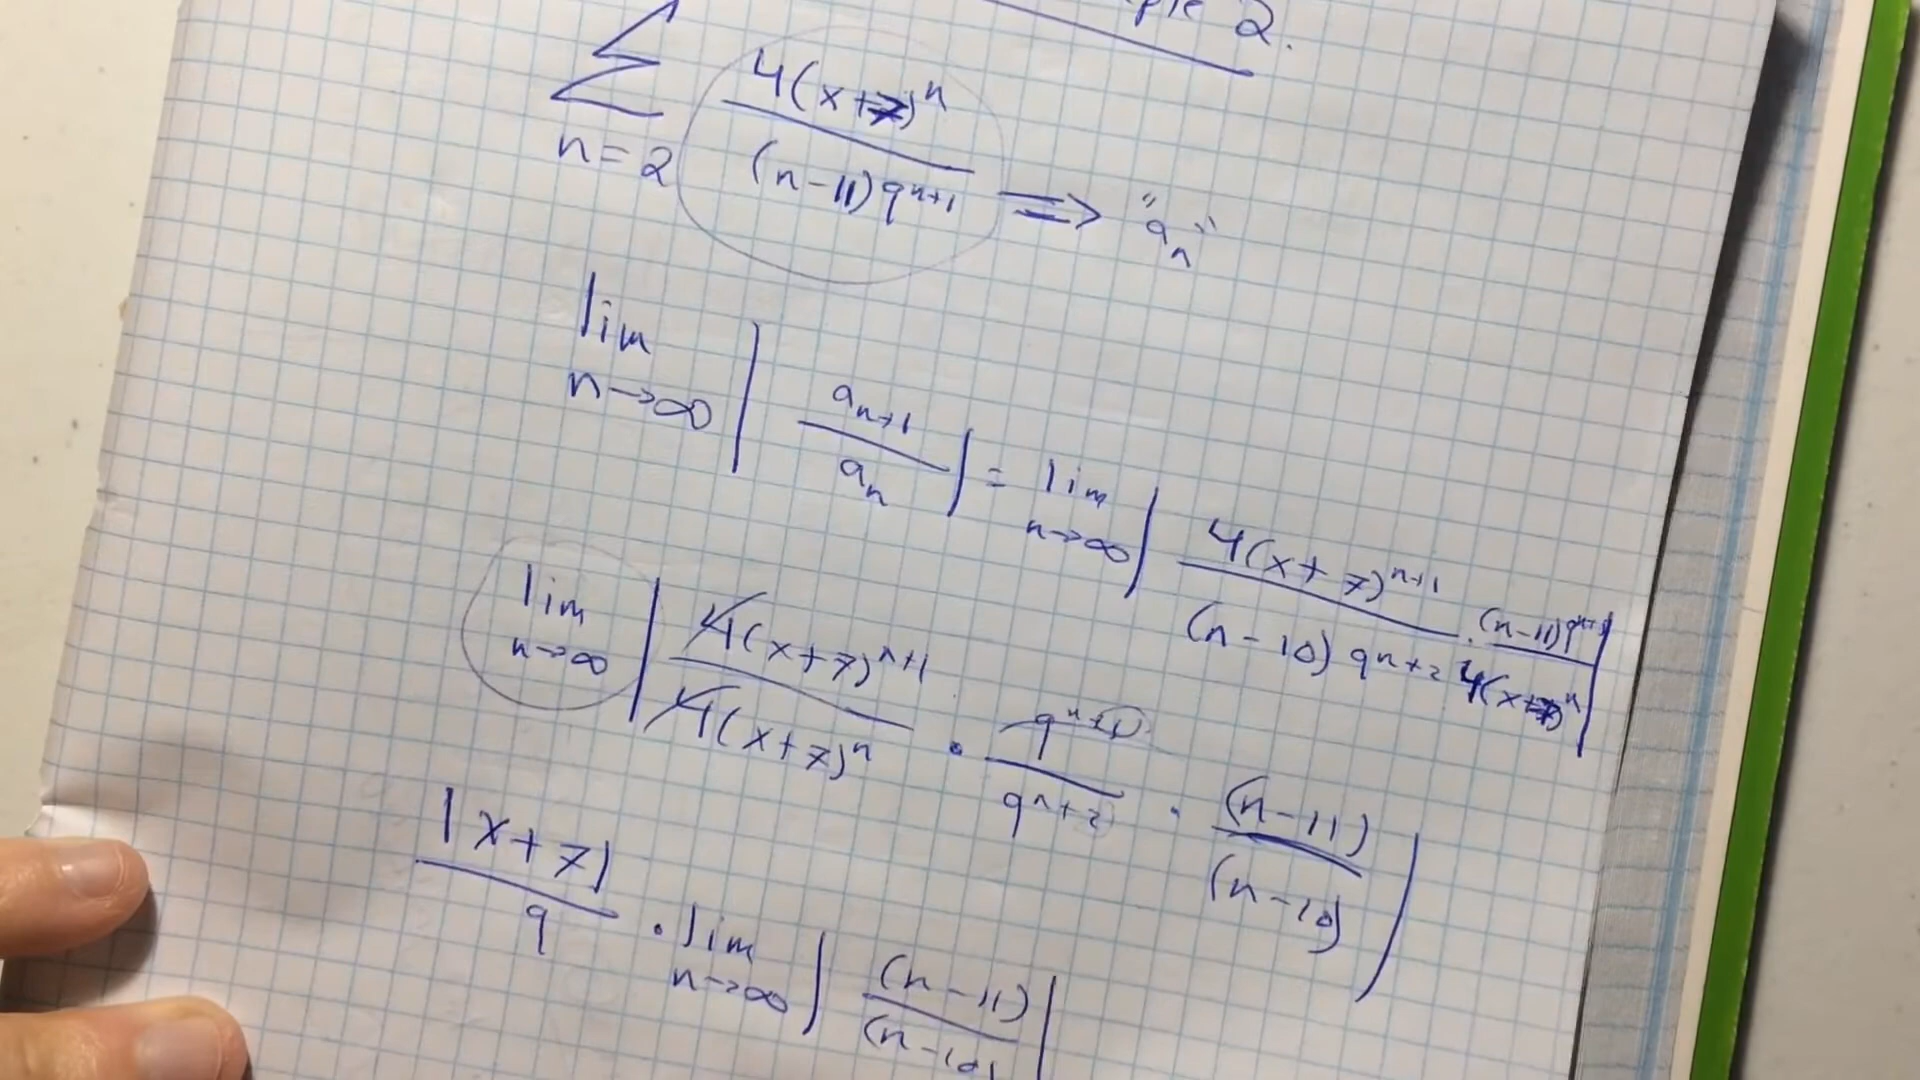 2.
∑ 4(x+7)^n
n=2 (n-11)9^{n+1} ⇒ "a_n"
lim | a_{n+1} / a_n | = lim | 4(x+7)^{n+1} / (n-10)9^{n+2} · (n-11)9^{n+1} / 4(x+7)^n |
n→∞ n→∞
lim | 4(x+7)^{n+1} / 4(x+7)^n · 9^{n+1} / 9^{n+2} · (n-11) / (n-10) |
n→∞
|x+7| / 9 · lim | (n-11) / (n-10) |
n→∞